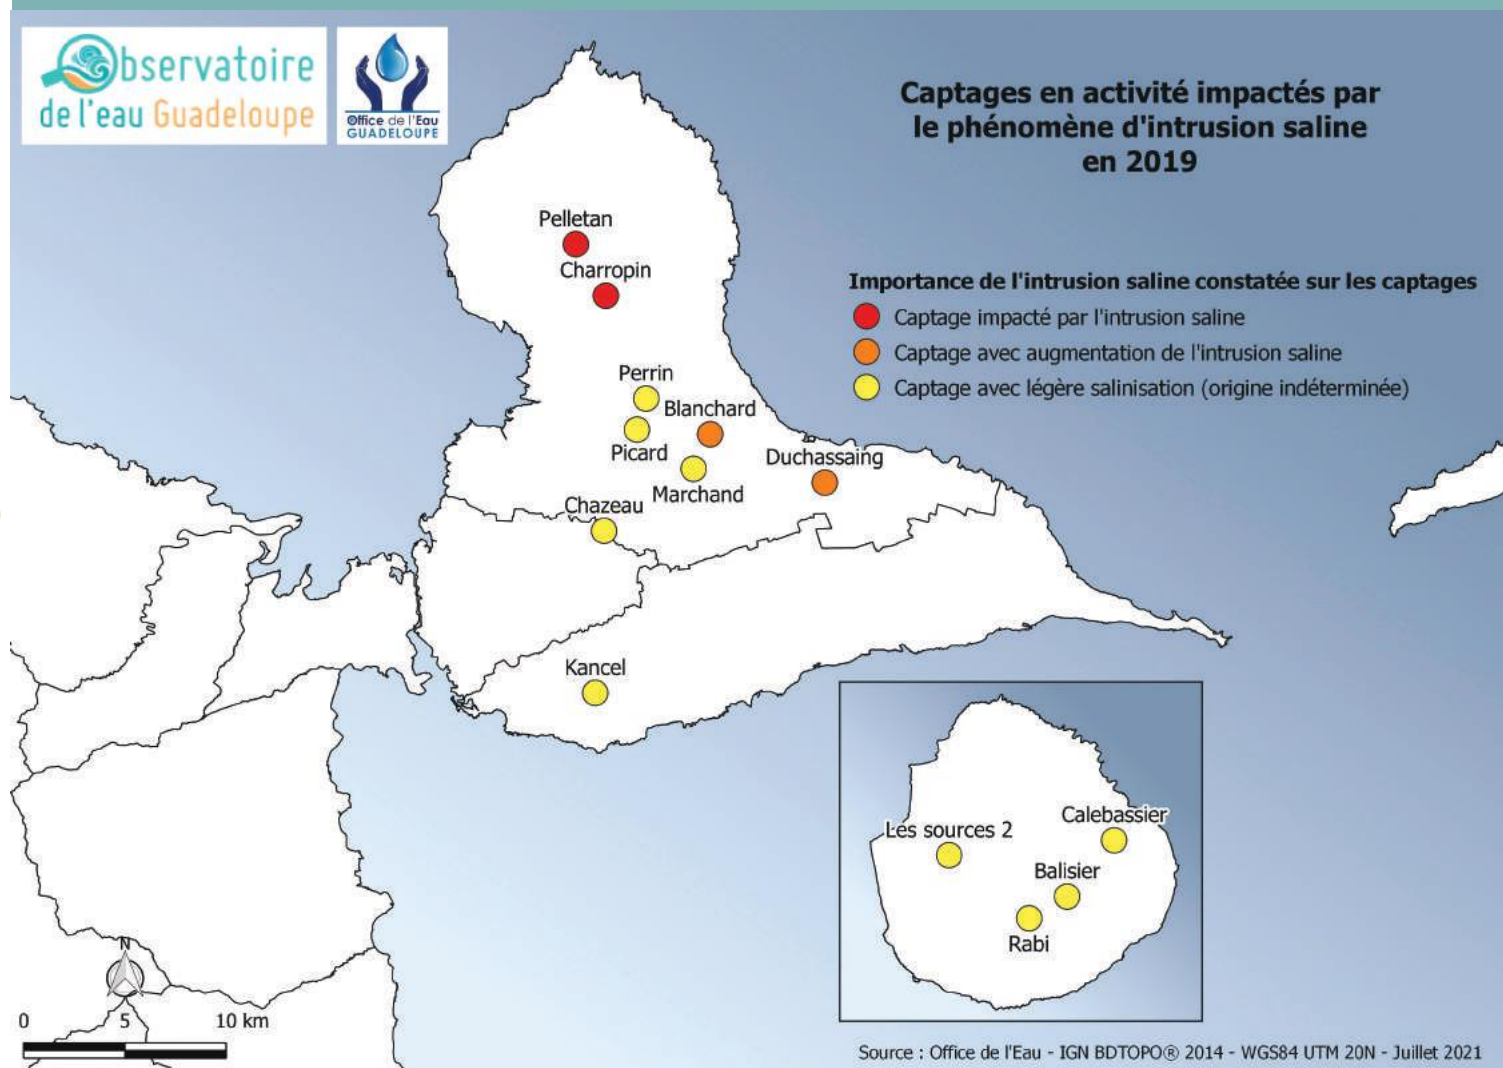 Observatoire
de l'eau Guadeloupe
Office de l'Eau
GUADELOUPE
Captages en activité impactés par
le phénomène d'intrusion saline
en 2019
Importance de l'intrusion saline constatée sur les captages
Captage impacté par l'intrusion saline
Captage avec augmentation de l'intrusion saline
Captage avec légère salinisation (origine indéterminée)
Pelletan
Charropin
Perrin
Blanchard
Picard
Duchassaing
Marchand
Chazeau
Kancel
Les sources 2
Calebassier
Balisier
Rabi
N
0 5 10 km
Source : Office de l'Eau - IGN BDTOPO® 2014 - WGS84 UTM 20N - Juillet 2021